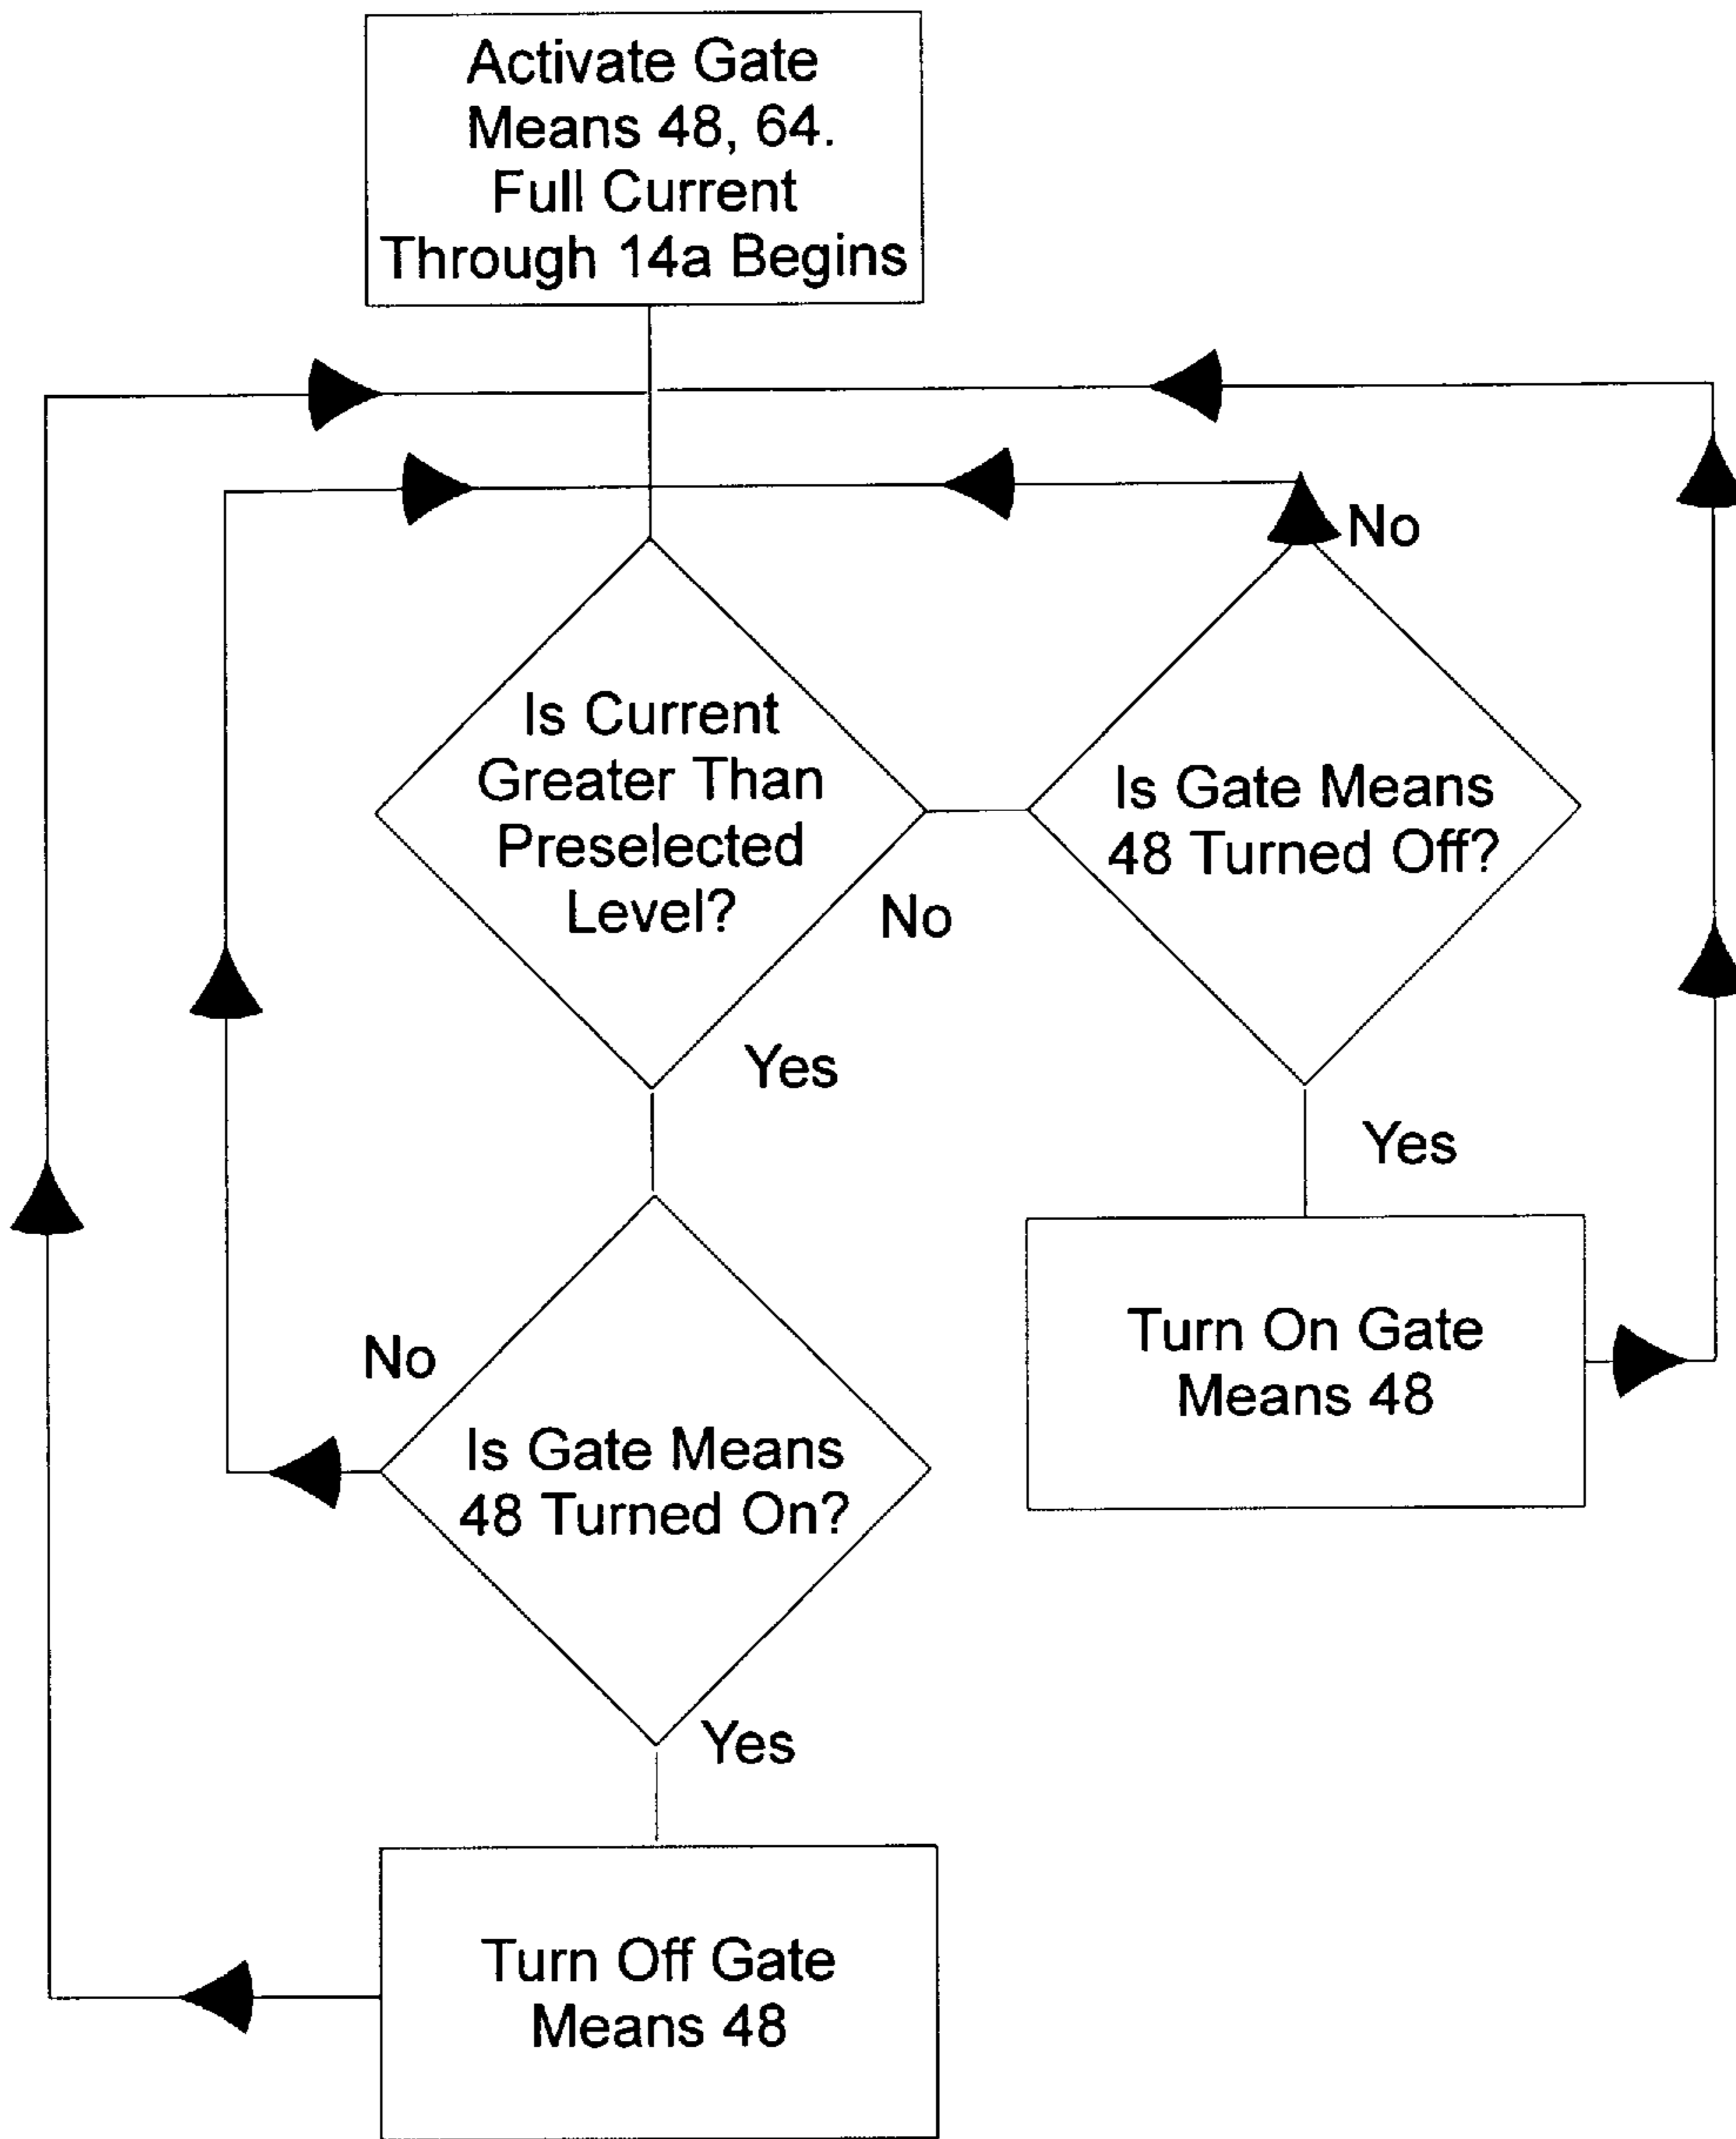 Activate Gate
Means 48, 64.
Full Current
Through 14a Begins
No
Is Current
Greater Than
Preselected
Level?
Is Gate Means
48 Turned Off?
No
Yes
Yes
Turn On Gate
Means 48
No
Is Gate Means
48 Turned On?
Yes
Turn Off Gate
Means 48